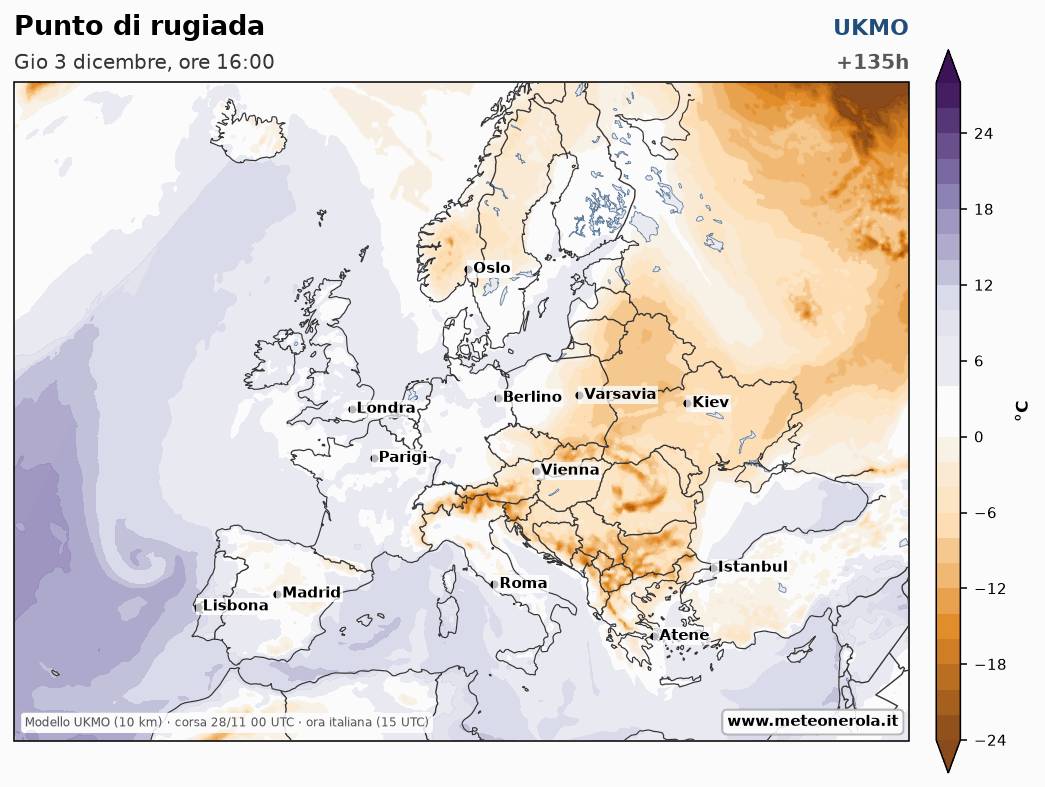 Punto di rugiada
UKMO
Gio 3 dicembre, ore 16:00
+135h
24
18
12
6
0
−6
−12
−18
−24
°C
Oslo
Berlino
Varsavia
Kiev
Londra
Parigi
Vienna
Istanbul
Roma
Madrid
Lisbona
Atene
Modello UKMO (10 km) · corsa 28/11 00 UTC · ora italiana (15 UTC)
www.meteonerola.it